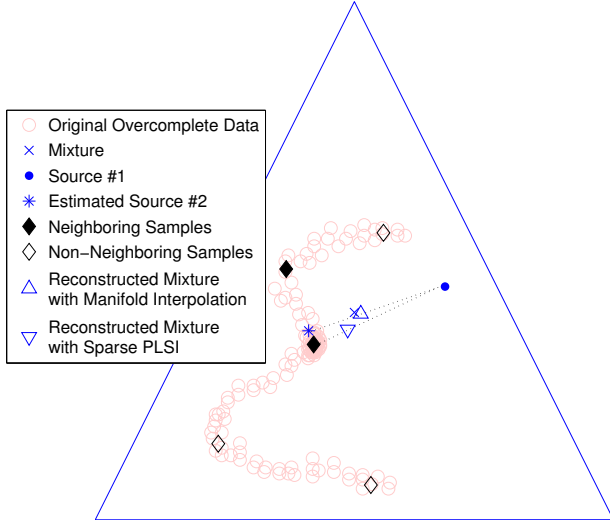 Original Overcomplete Data
Mixture
Source #1
Estimated Source #2
Neighboring Samples
Non−Neighboring Samples
Reconstructed Mixture
with Manifold Interpolation
Reconstructed Mixture
with Sparse PLSI